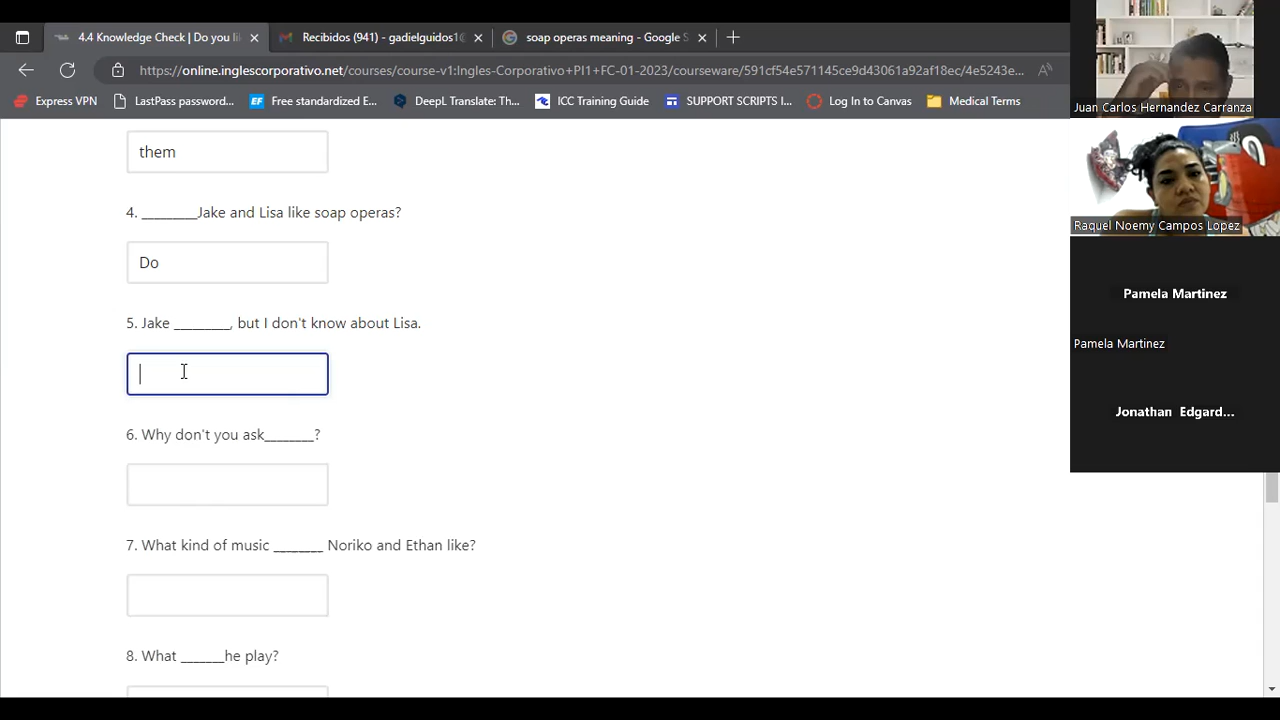 4.4 Knowledge Check | Do you li
Recibidos (941) - gsdielguidos1@
soap operas meaning - Google S
https://online.inglescorporativo.net/courses/course-v1:Ingles-Corporativo+PI1+FC-01-2023/courseware/591cf54e571145ce9d43061a92af18ec/4e5243e...
Express VPN
LastPass password...
Free standardized E...
DeepL Translate: Th...
ICC Training Guide
SUPPORT SCRIPTS I...
Log In to Canvas
Medical Terms
them
4. _________Jake and Lisa like soap operas?
Do
5. Jake _________, but I don't know about Lisa.
6. Why don't you ask________?
7. What kind of music ________ Noriko and Ethan like?
8. What _______he play?
Juan Carlos Hernandez Carranza
Raquel Noemy Campos Lopez
Pamela Martinez
Pamela Martinez
Jonathan Edgard...